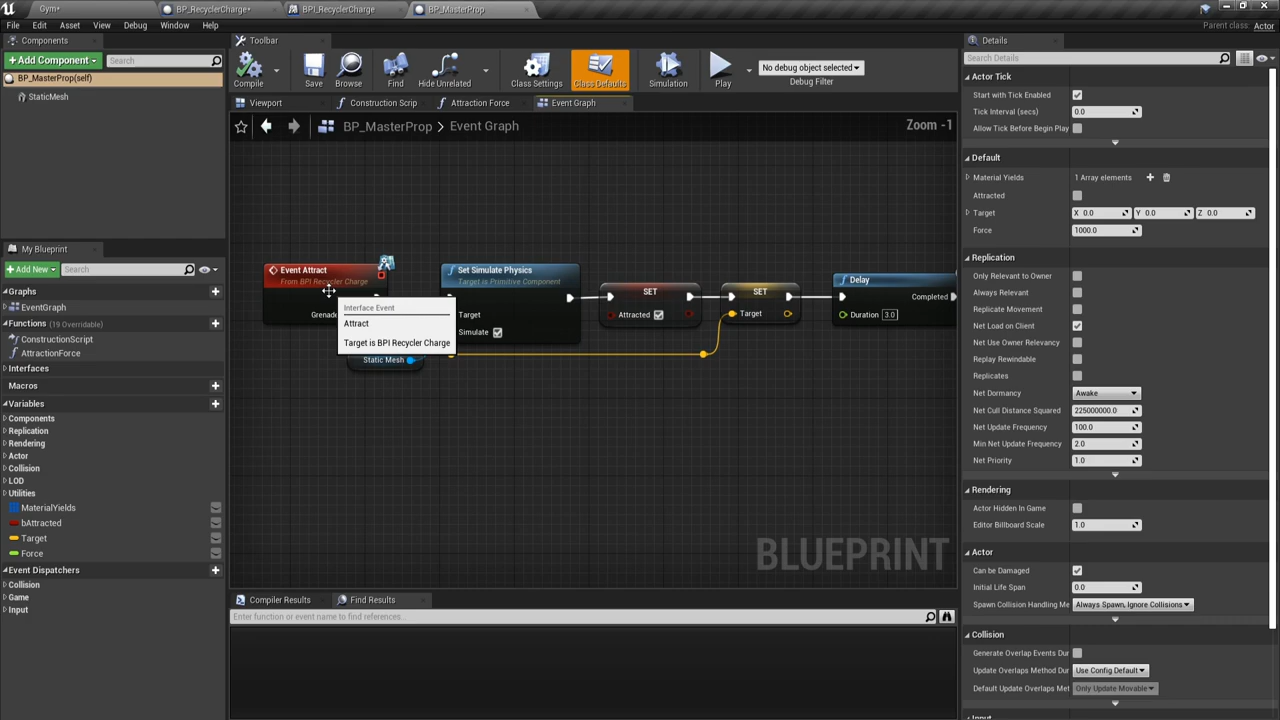 Gym*
BP_RecyclerCharge*
BPI_RecyclerCharge
BP_MasterProp
File
Edit
Asset
View
Debug
Window
Help
Parent class: Actor
Components
Toolbar
Details
+ Add Component
Search
Search Details
BP_MasterProp(self)
StaticMesh
Compile
Save
Browse
Find
Hide Unrelated
Class Settings
Class Defaults
Simulation
Play
No debug object selected
Debug Filter
Viewport
Construction Scrip
Attraction Force
Event Graph
BP_MasterProp
Event Graph
Zoom -1
Event Attract
From BPI Recycler Charge
Grenade
Interface Event
Attract
Target is BPI Recycler Charge
Static Mesh
Set Simulate Physics
Target is Primitive Component
Target
Simulate
SET
Attracted
SET
Target
Delay
Completed
Duration 3.0
BLUEPRINT
My Blueprint
+ Add New
Search
Graphs
EventGraph
Functions (19 Overridable)
ConstructionScript
AttractionForce
Interfaces
Macros
Variables
Components
Replication
Rendering
Actor
Collision
LOD
Utilities
MaterialYields
bAttracted
Target
Force
Event Dispatchers
Collision
Game
Input
Compiler Results
Find Results
Enter function or event name to find references...
Actor Tick
Start with Tick Enabled
Tick Interval (secs) 0.0
Allow Tick Before Begin Play
Default
Material Yields 1 Array elements
Attracted
Target X 0.0 Y 0.0 Z 0.0
Force 1000.0
Replication
Only Relevant to Owner
Always Relevant
Replicate Movement
Net Load on Client
Net Use Owner Relevancy
Replay Rewindable
Replicates
Net Dormancy Awake
Net Cull Distance Squared 225000000.0
Net Update Frequency 100.0
Min Net Update Frequency 2.0
Net Priority 1.0
Rendering
Actor Hidden In Game
Editor Billboard Scale 1.0
Actor
Can be Damaged
Initial Life Span 0.0
Spawn Collision Handling Me Always Spawn, Ignore Collisions
Collision
Generate Overlap Events Dur
Update Overlaps Method Dur Use Config Default
Default Update Overlaps Met Only Update Movable
Input